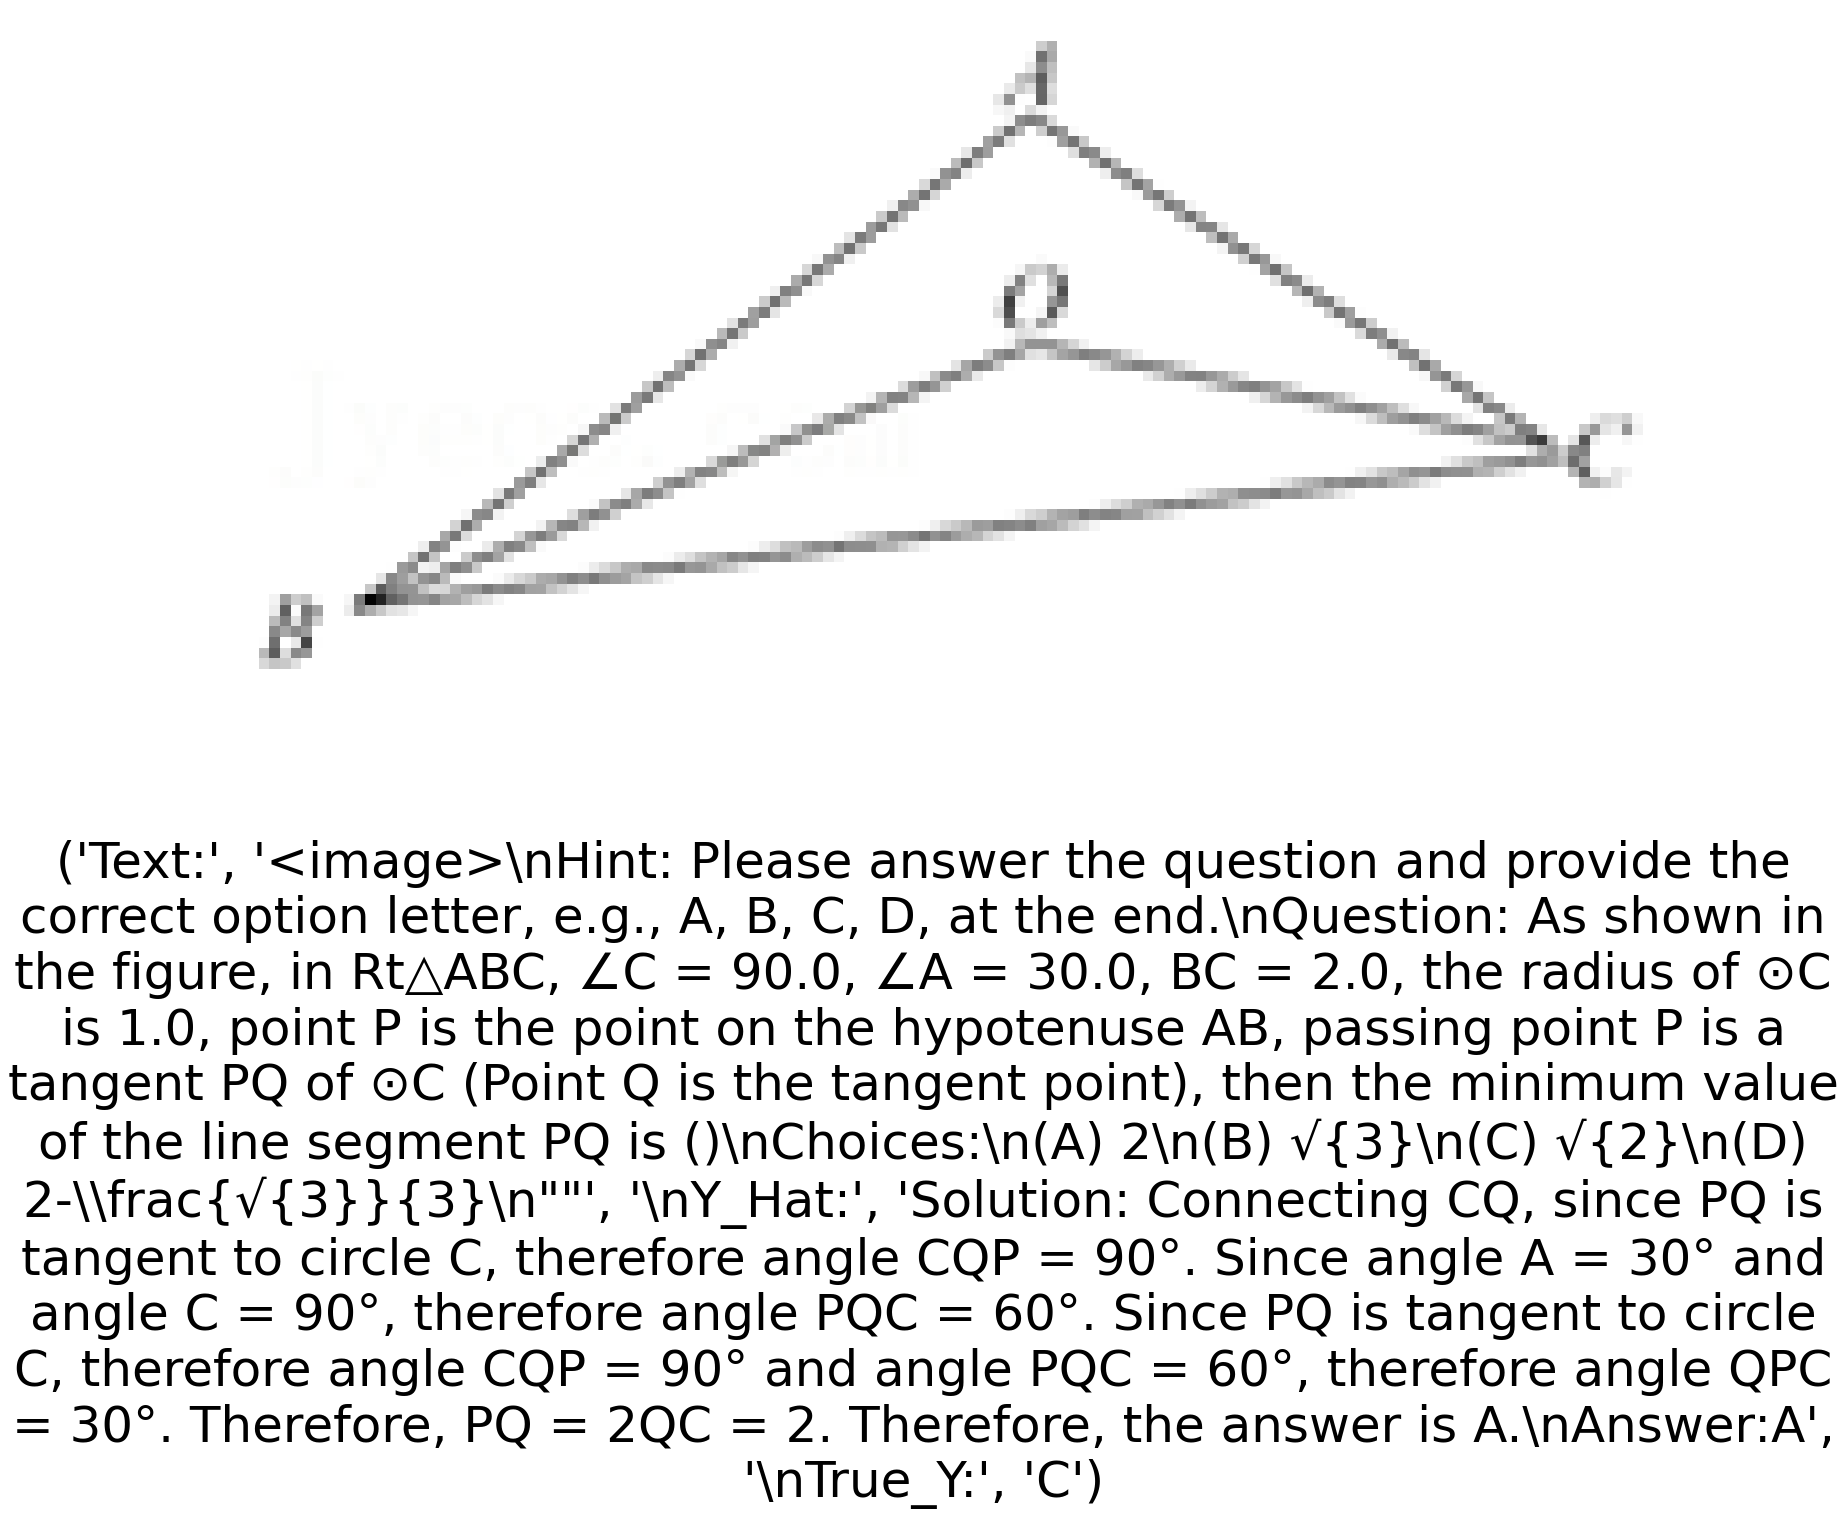 A
O
C
B
Jyeoo.com
('Text:', '<image>\nHint: Please answer the question and provide the
correct option letter, e.g., A, B, C, D, at the end.\nQuestion: As shown in
the figure, in Rt△ABC, ∠C = 90.0, ∠A = 30.0, BC = 2.0, the radius of ⊙C
is 1.0, point P is the point on the hypotenuse AB, passing point P is a
tangent PQ of ⊙C (Point Q is the tangent point), then the minimum value
of the line segment PQ is ()\nChoices:\n(A) 2\n(B) √{3}\n(C) √{2}\n(D)
2-\\frac{√{3}}{3}\n""', '\nY_Hat:', 'Solution: Connecting CQ, since PQ is
tangent to circle C, therefore angle CQP = 90°. Since angle A = 30° and
angle C = 90°, therefore angle PQC = 60°. Since PQ is tangent to circle
C, therefore angle CQP = 90° and angle PQC = 60°, therefore angle QPC
= 30°. Therefore, PQ = 2QC = 2. Therefore, the answer is A.\nAnswer:A',
'\nTrue_Y:', 'C')